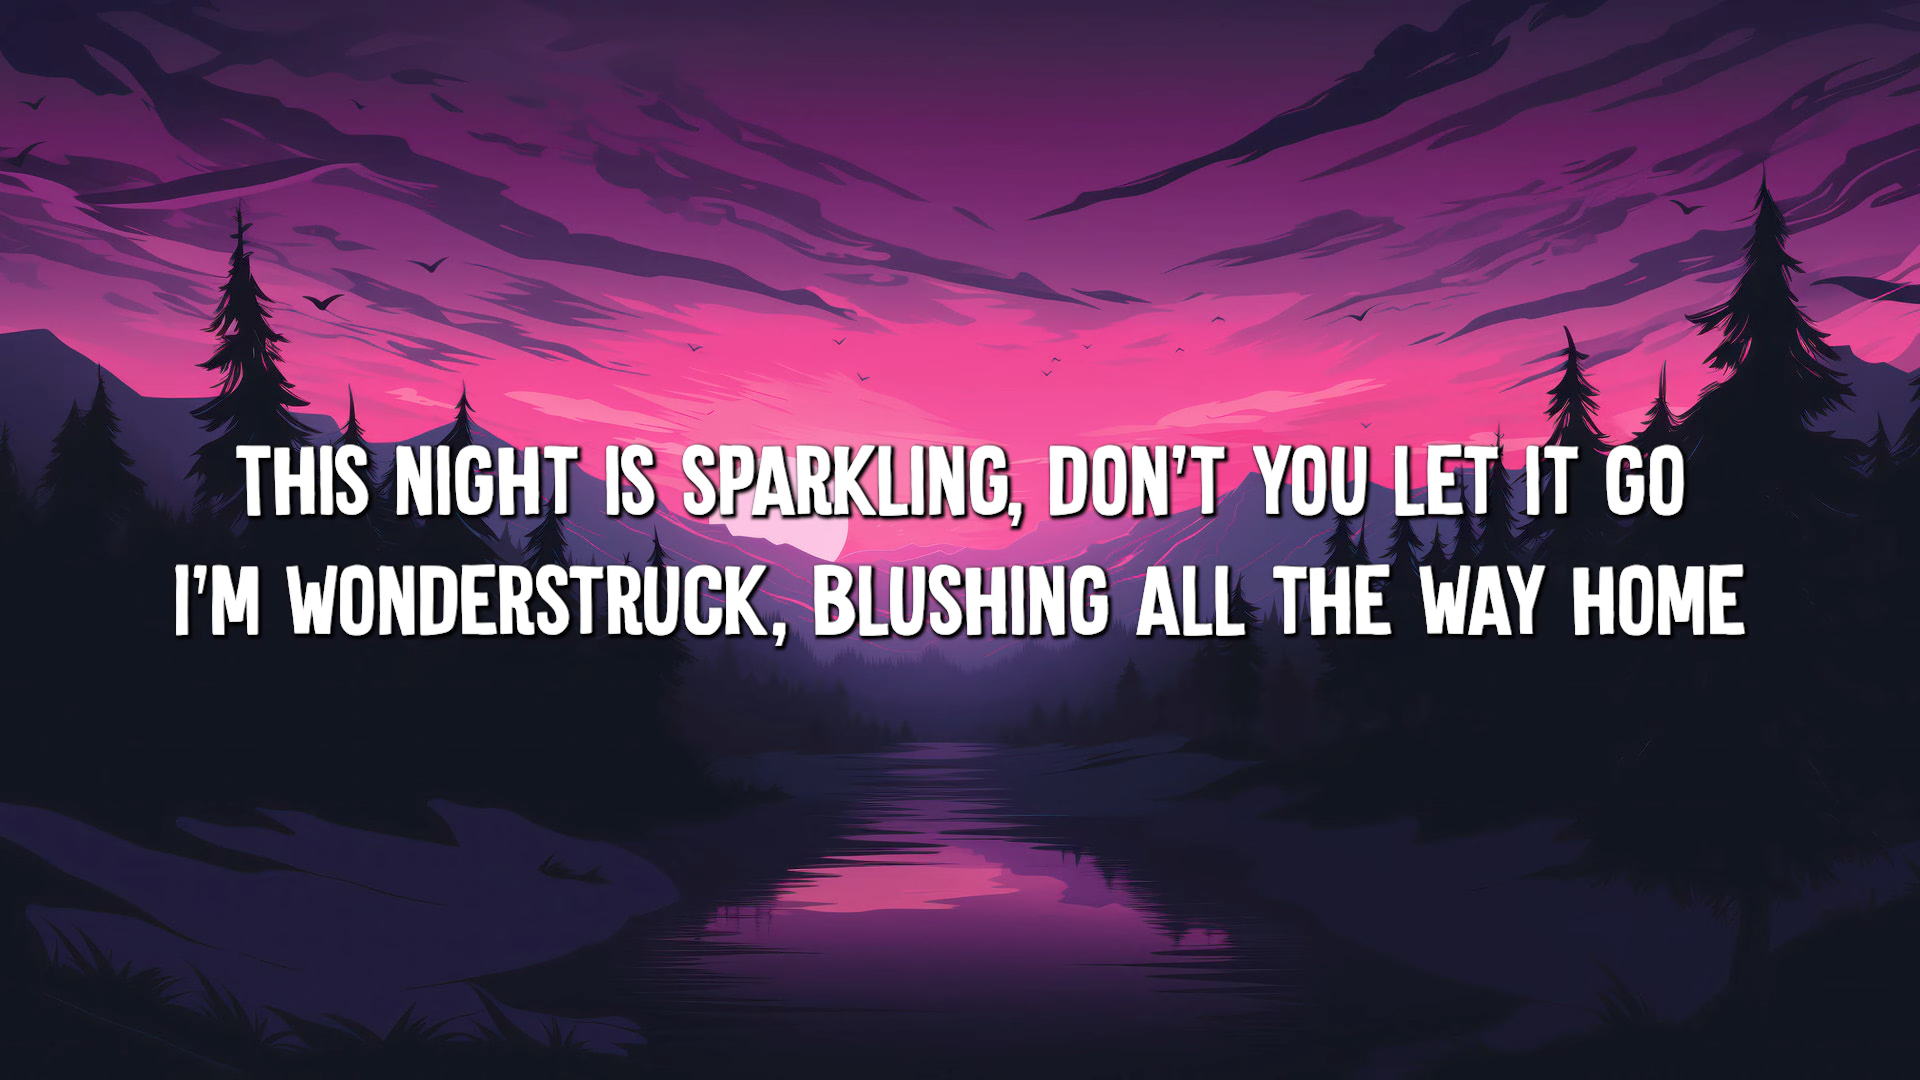 THIS NIGHT IS SPARKLING, DON'T YOU LET IT GO
I'M WONDERSTRUCK, BLUSHING ALL THE WAY HOME